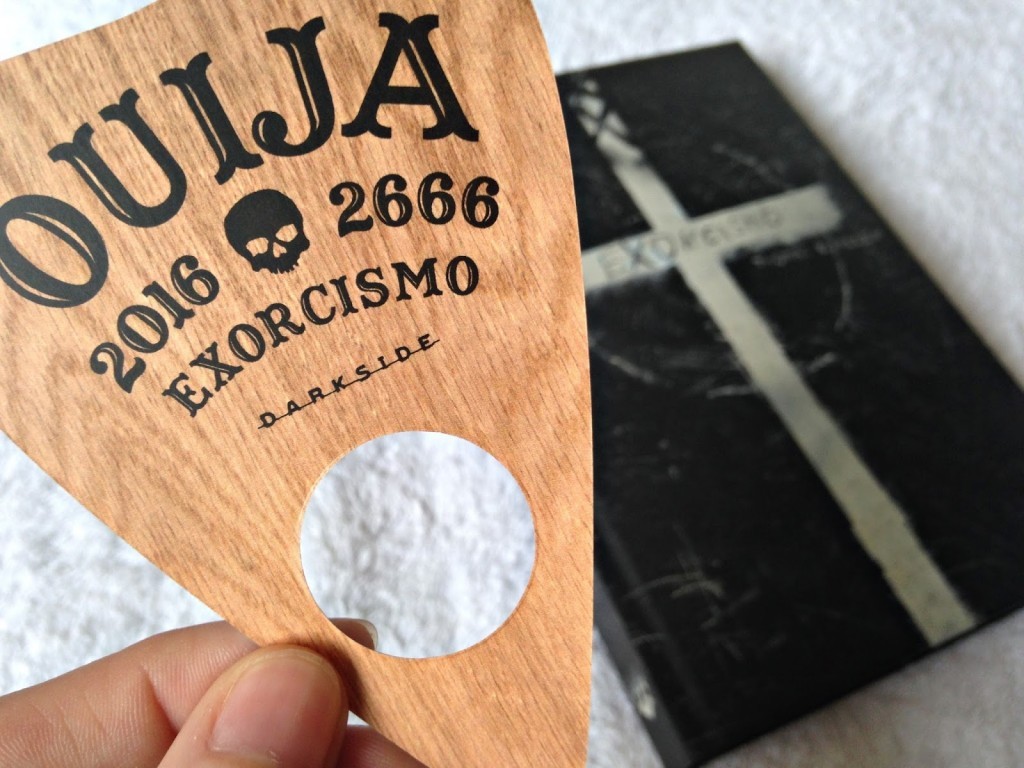 OUIJA
2016 2666
EXORCISMO
DARKSIDE
EXORCISMO